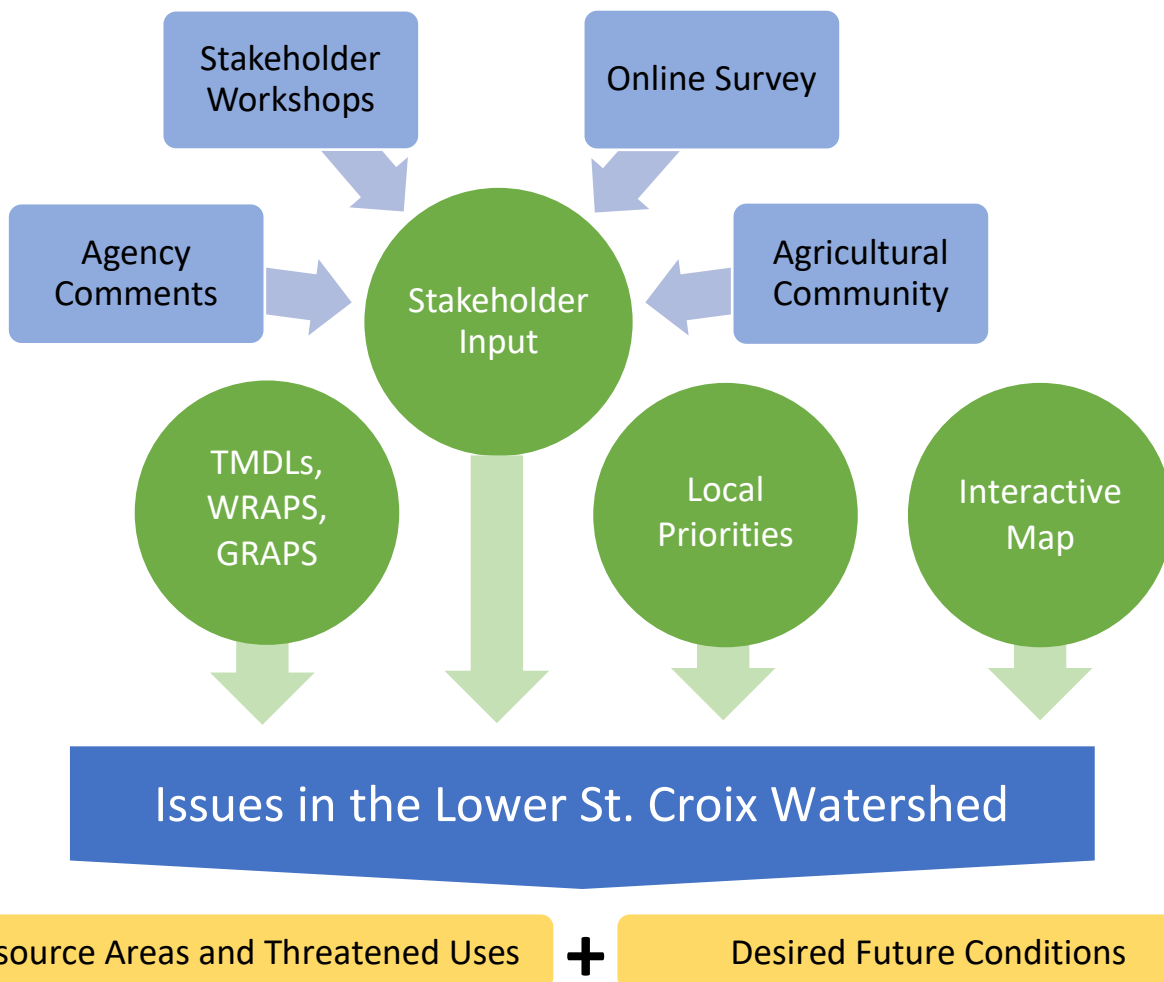 Stakeholder
Workshops
Online Survey
Agency
Comments
Stakeholder
Input
Agricultural
Community
TMDLs,
WRAPS,
GRAPS
Local
Priorities
Interactive
Map
Issues in the Lower St. Croix Watershed
source Areas and Threatened Uses
+
Desired Future Conditions